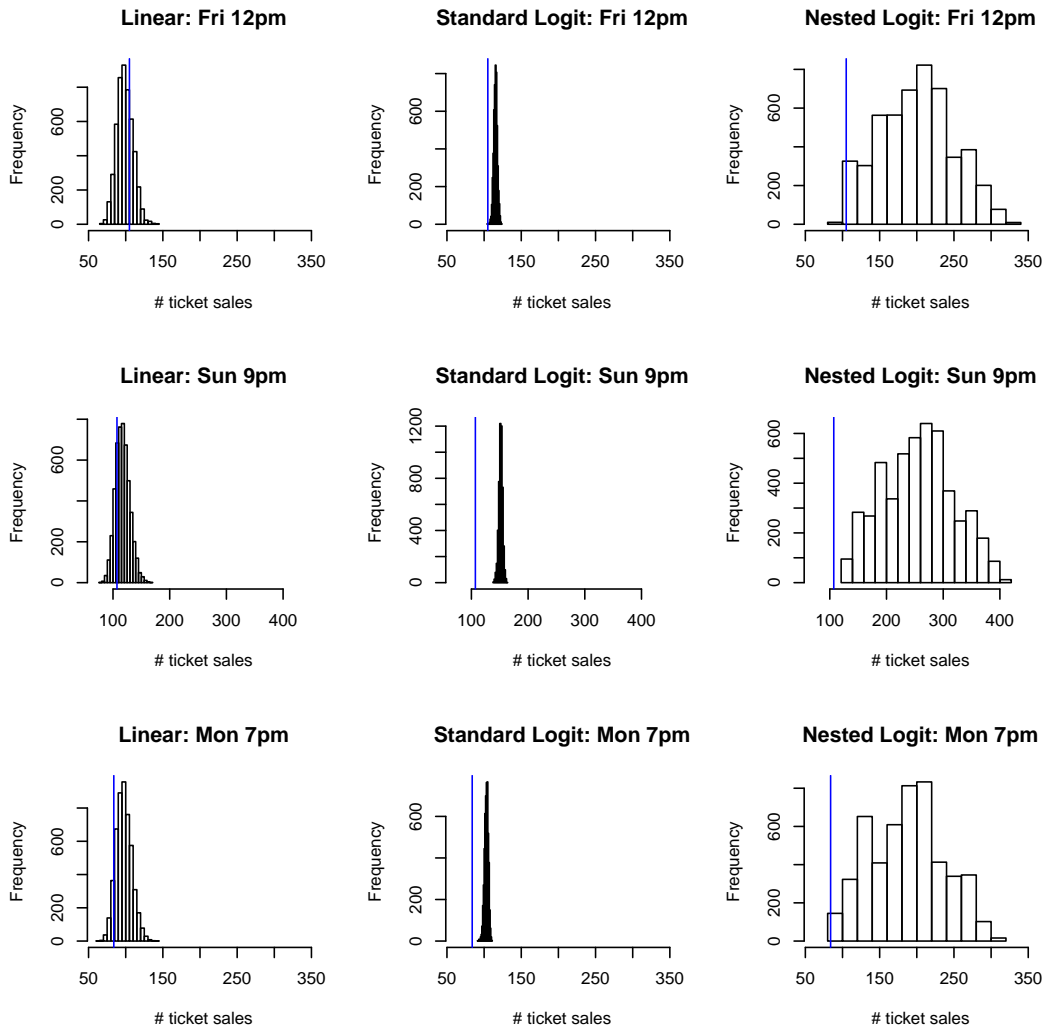 Linear: Fri 12pm
Frequency
0 200 600
50 150 250 350
# ticket sales
Standard Logit: Fri 12pm
Frequency
0 200 600
50 150 250 350
# ticket sales
Nested Logit: Fri 12pm
Frequency
0 200 600
50 150 250 350
# ticket sales
Linear: Sun 9pm
Frequency
0 200 600
100 200 300 400
# ticket sales
Standard Logit: Sun 9pm
Frequency
0 400 800 1200
100 200 300 400
# ticket sales
Nested Logit: Sun 9pm
Frequency
0 200 400 600
100 200 300 400
# ticket sales
Linear: Mon 7pm
Frequency
0 200 600
50 150 250 350
# ticket sales
Standard Logit: Mon 7pm
Frequency
0 200 600
50 150 250 350
# ticket sales
Nested Logit: Mon 7pm
Frequency
0 200 600
50 150 250 350
# ticket sales